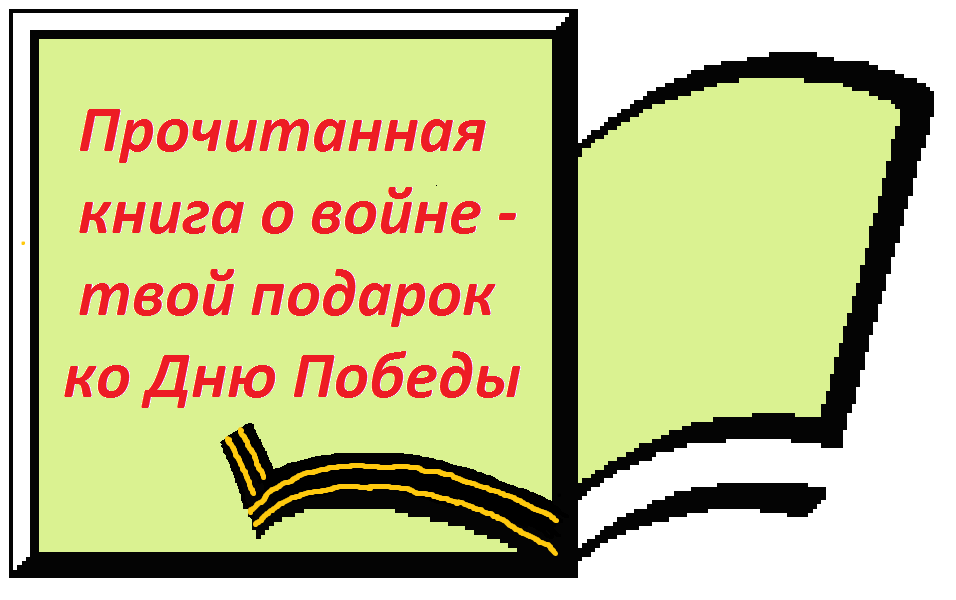 Прочитанная
книга о войне -
твой подарок
ко Дню Победы